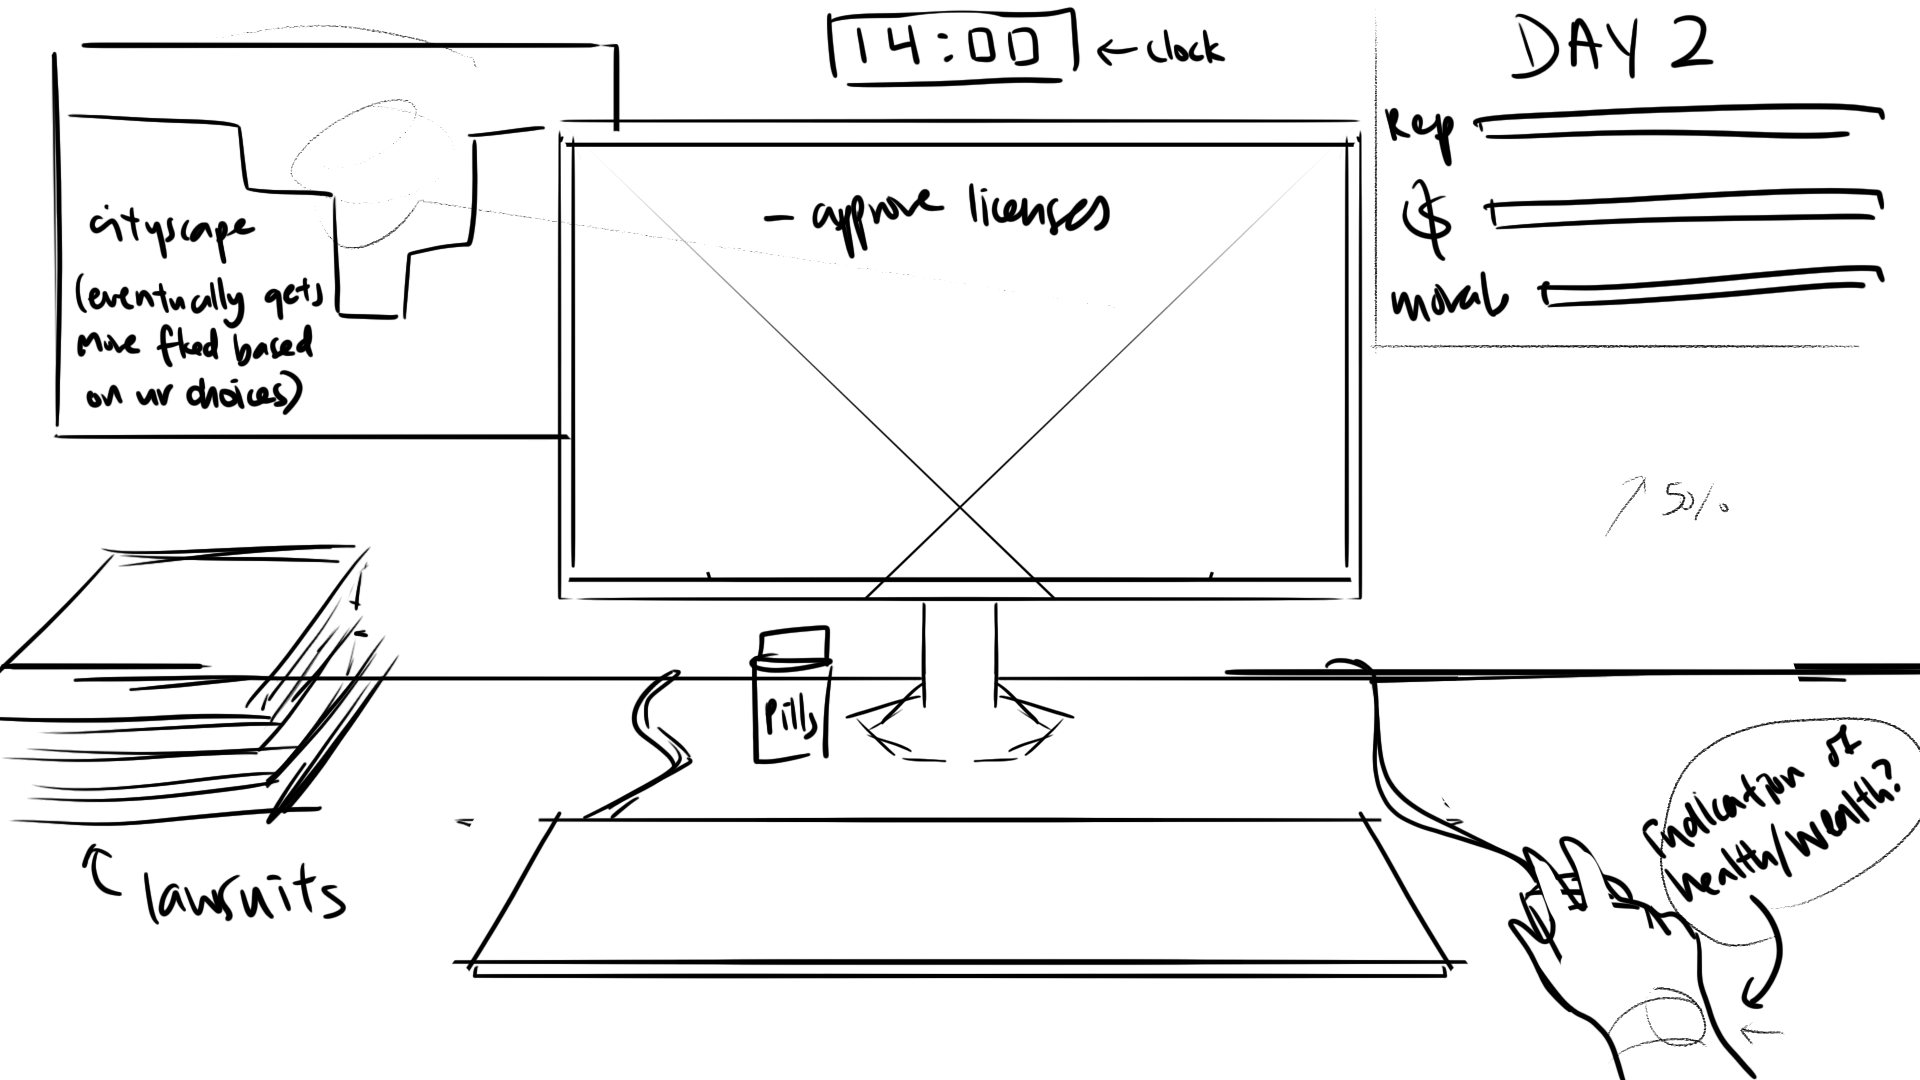 14:00
← clock
DAY 2
Rep
$
morals
- approve licenses
cityscape
(eventually gets
more fked based
on ur choices)
↑ 50%
Pills
lawsuits
indication of
health/wealth?